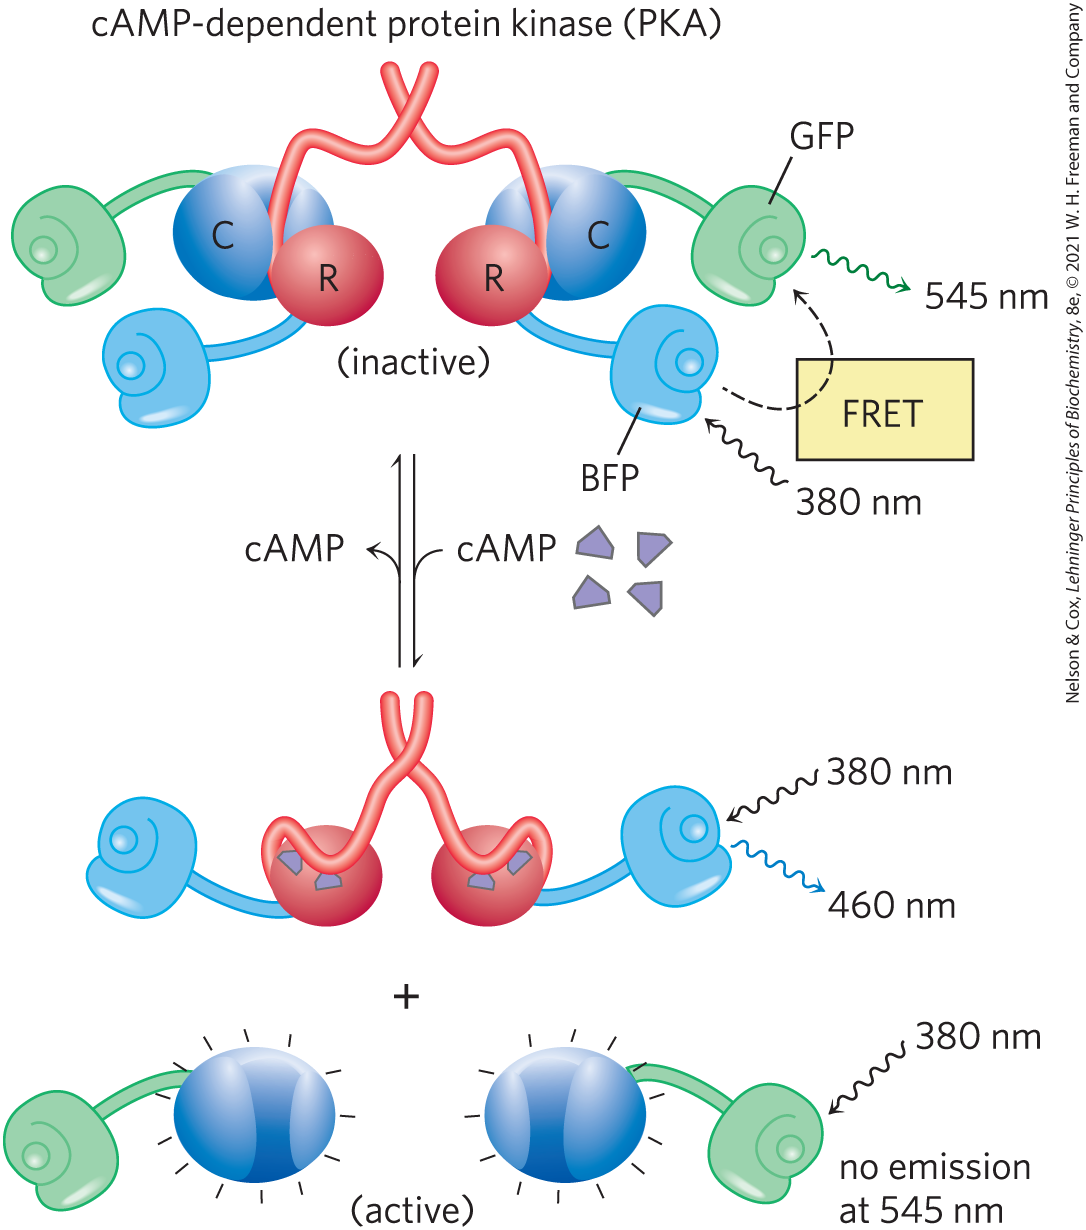 cAMP-dependent protein kinase (PKA)
GFP
C
C
R
R
545 nm
(inactive)
FRET
BFP
380 nm
cAMP
cAMP
380 nm
460 nm
+
380 nm
no emission
at 545 nm
(active)
Nelson & Cox, Lehninger Principles of Biochemistry, 8e, © 2021 W. H. Freeman and Company